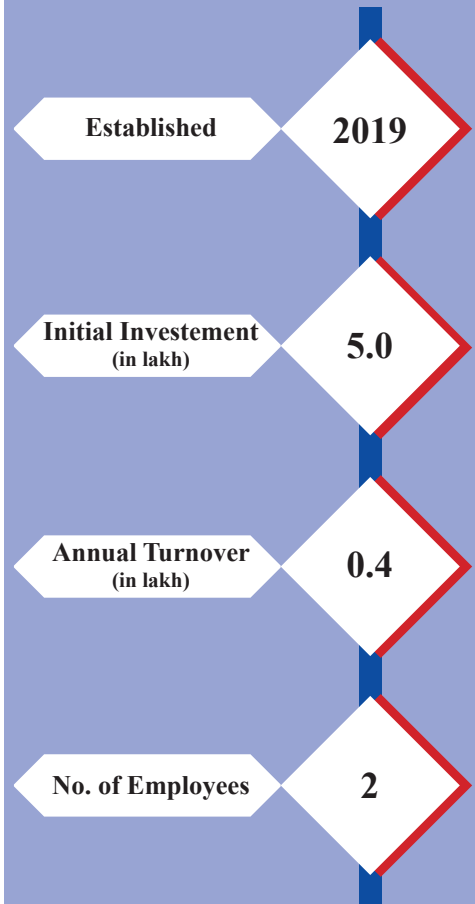 Established
2019
Initial Investement
(in lakh)
5.0
Annual Turnover
(in lakh)
0.4
No. of Employees
2